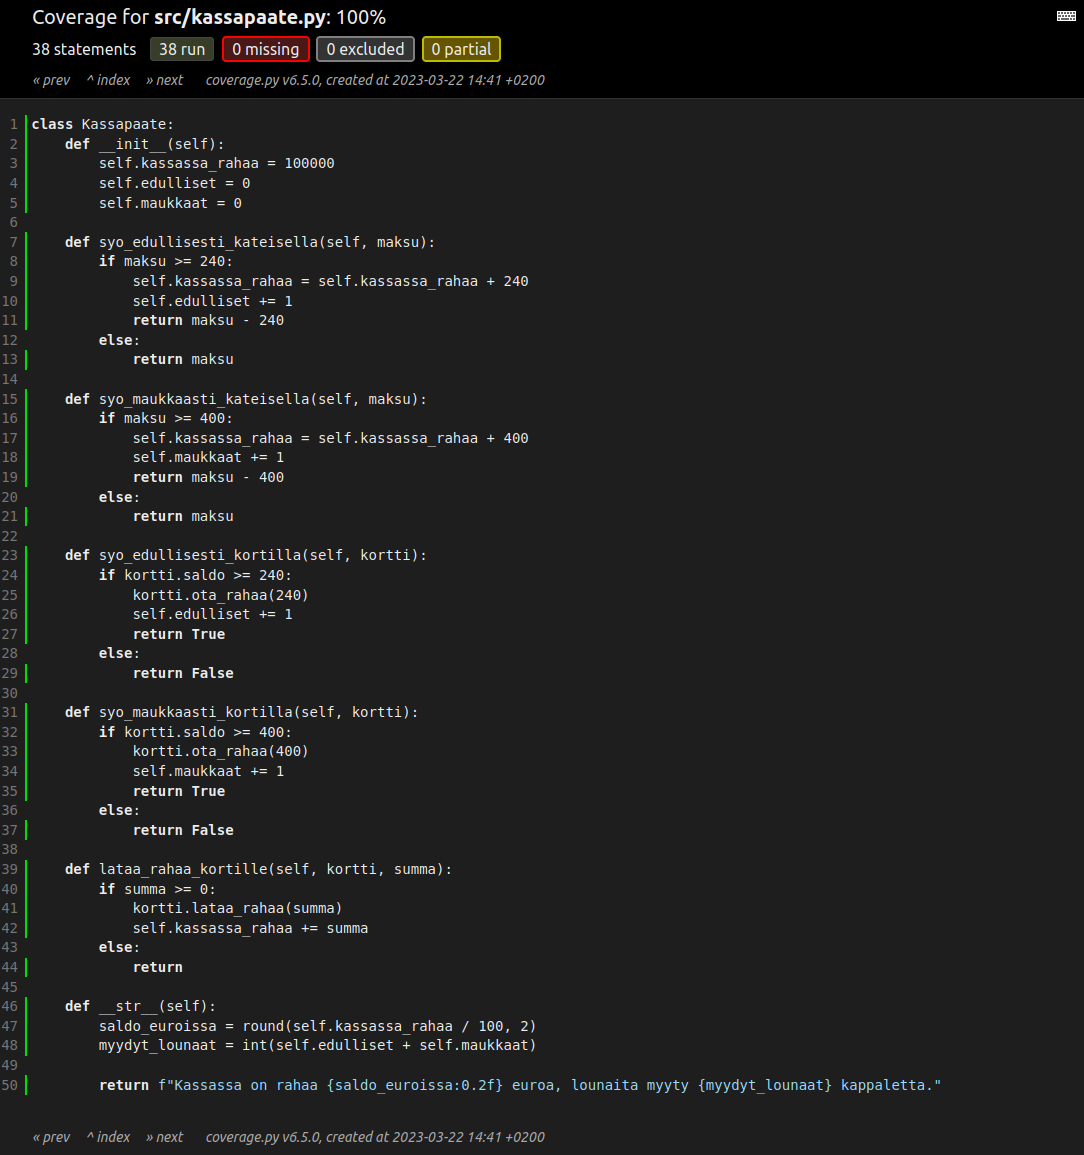 Coverage for src/kassapaate.py: 100%
38 statements 38 run 0 missing 0 excluded 0 partial
« prev ^ index » next coverage.py v6.5.0, created at 2023-03-22 14:41 +0200
1 class Kassapaate:
2     def __init__(self):
3         self.kassassa_rahaa = 100000
4         self.edulliset = 0
5         self.maukkaat = 0
6
7     def syo_edullisesti_kateisella(self, maksu):
8         if maksu >= 240:
9             self.kassassa_rahaa = self.kassassa_rahaa + 240
10             self.edulliset += 1
11             return maksu - 240
12         else:
13             return maksu
14
15     def syo_maukkaasti_kateisella(self, maksu):
16         if maksu >= 400:
17             self.kassassa_rahaa = self.kassassa_rahaa + 400
18             self.maukkaat += 1
19             return maksu - 400
20         else:
21             return maksu
22
23     def syo_edullisesti_kortilla(self, kortti):
24         if kortti.saldo >= 240:
25             kortti.ota_rahaa(240)
26             self.edulliset += 1
27             return True
28         else:
29             return False
30
31     def syo_maukkaasti_kortilla(self, kortti):
32         if kortti.saldo >= 400:
33             kortti.ota_rahaa(400)
34             self.maukkaat += 1
35             return True
36         else:
37             return False
38
39     def lataa_rahaa_kortille(self, kortti, summa):
40         if summa >= 0:
41             kortti.lataa_rahaa(summa)
42             self.kassassa_rahaa += summa
43         else:
44             return
45
46     def __str__(self):
47         saldo_euroissa = round(self.kassassa_rahaa / 100, 2)
48         myydyt_lounaat = int(self.edulliset + self.maukkaat)
49
50         return f"Kassassa on rahaa {saldo_euroissa:0.2f} euroa, lounaita myyty {myydyt_lounaat} kappaletta."
« prev ^ index » next coverage.py v6.5.0, created at 2023-03-22 14:41 +0200